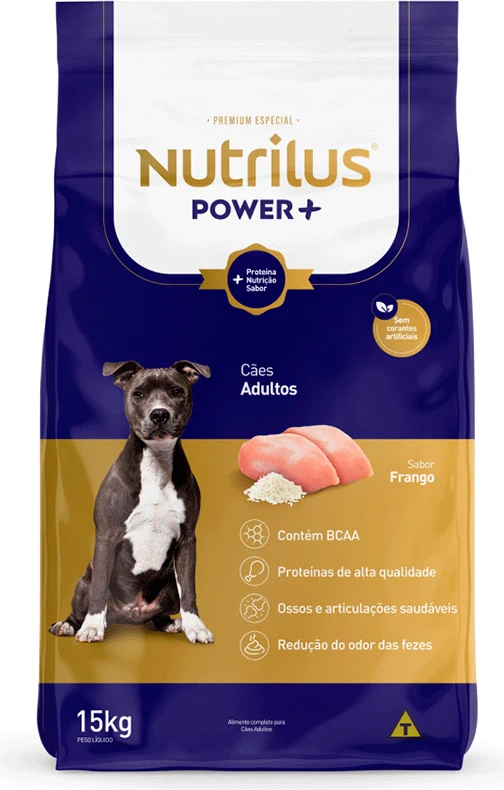 • PREMIUM ESPECIAL •
Nutrilus®
POWER+
+ Proteína
Nutrição
Sabor
Sem
corantes
artificiais
Cães
Adultos
Sabor
Frango
Contém BCAA
Proteínas de alta qualidade
Ossos e articulações saudáveis
Redução do odor das fezes
15kg
PESO LÍQUIDO
Alimento completo para
Cães Adultos
T